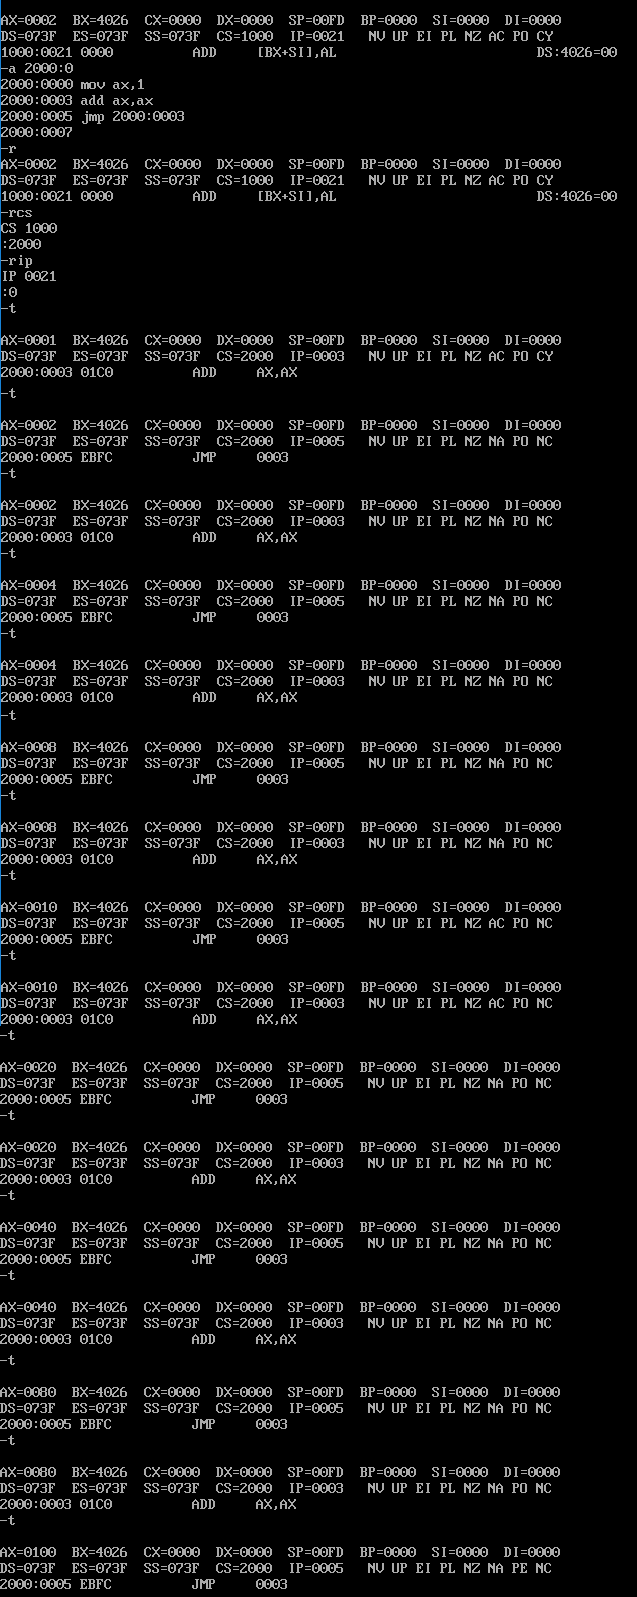 AX=0002  BX=4026  CX=0000  DX=0000  SP=00FD  BP=0000  SI=0000  DI=0000
DS=073F  ES=073F  SS=073F  CS=1000  IP=0021   NV UP EI PL NZ AC PO CY
1000:0021 0000          ADD     [BX+SI],AL                         DS:4026=00
-a 2000:0
2000:0000 mov ax,1
2000:0003 add ax,ax
2000:0005 jmp 2000:0003
2000:0007
-r
AX=0002  BX=4026  CX=0000  DX=0000  SP=00FD  BP=0000  SI=0000  DI=0000
DS=073F  ES=073F  SS=073F  CS=1000  IP=0021   NV UP EI PL NZ AC PO CY
1000:0021 0000          ADD     [BX+SI],AL                         DS:4026=00
-rcs
CS 1000
:2000
-rip
IP 0021
:0
-t
AX=0001  BX=4026  CX=0000  DX=0000  SP=00FD  BP=0000  SI=0000  DI=0000
DS=073F  ES=073F  SS=073F  CS=2000  IP=0003   NV UP EI PL NZ AC PO CY
2000:0003 01C0          ADD     AX,AX
-t
AX=0002  BX=4026  CX=0000  DX=0000  SP=00FD  BP=0000  SI=0000  DI=0000
DS=073F  ES=073F  SS=073F  CS=2000  IP=0005   NV UP EI PL NZ NA PO NC
2000:0005 EBFC          JMP     0003
-t
AX=0002  BX=4026  CX=0000  DX=0000  SP=00FD  BP=0000  SI=0000  DI=0000
DS=073F  ES=073F  SS=073F  CS=2000  IP=0003   NV UP EI PL NZ NA PO NC
2000:0003 01C0          ADD     AX,AX
-t
AX=0004  BX=4026  CX=0000  DX=0000  SP=00FD  BP=0000  SI=0000  DI=0000
DS=073F  ES=073F  SS=073F  CS=2000  IP=0005   NV UP EI PL NZ NA PO NC
2000:0005 EBFC          JMP     0003
-t
AX=0004  BX=4026  CX=0000  DX=0000  SP=00FD  BP=0000  SI=0000  DI=0000
DS=073F  ES=073F  SS=073F  CS=2000  IP=0003   NV UP EI PL NZ NA PO NC
2000:0003 01C0          ADD     AX,AX
-t
AX=0008  BX=4026  CX=0000  DX=0000  SP=00FD  BP=0000  SI=0000  DI=0000
DS=073F  ES=073F  SS=073F  CS=2000  IP=0005   NV UP EI PL NZ NA PO NC
2000:0005 EBFC          JMP     0003
-t
AX=0008  BX=4026  CX=0000  DX=0000  SP=00FD  BP=0000  SI=0000  DI=0000
DS=073F  ES=073F  SS=073F  CS=2000  IP=0003   NV UP EI PL NZ NA PO NC
2000:0003 01C0          ADD     AX,AX
-t
AX=0010  BX=4026  CX=0000  DX=0000  SP=00FD  BP=0000  SI=0000  DI=0000
DS=073F  ES=073F  SS=073F  CS=2000  IP=0005   NV UP EI PL NZ AC PO NC
2000:0005 EBFC          JMP     0003
-t
AX=0010  BX=4026  CX=0000  DX=0000  SP=00FD  BP=0000  SI=0000  DI=0000
DS=073F  ES=073F  SS=073F  CS=2000  IP=0003   NV UP EI PL NZ AC PO NC
2000:0003 01C0          ADD     AX,AX
-t
AX=0020  BX=4026  CX=0000  DX=0000  SP=00FD  BP=0000  SI=0000  DI=0000
DS=073F  ES=073F  SS=073F  CS=2000  IP=0005   NV UP EI PL NZ NA PO NC
2000:0005 EBFC          JMP     0003
-t
AX=0020  BX=4026  CX=0000  DX=0000  SP=00FD  BP=0000  SI=0000  DI=0000
DS=073F  ES=073F  SS=073F  CS=2000  IP=0003   NV UP EI PL NZ NA PO NC
2000:0003 01C0          ADD     AX,AX
-t
AX=0040  BX=4026  CX=0000  DX=0000  SP=00FD  BP=0000  SI=0000  DI=0000
DS=073F  ES=073F  SS=073F  CS=2000  IP=0005   NV UP EI PL NZ NA PO NC
2000:0005 EBFC          JMP     0003
-t
AX=0040  BX=4026  CX=0000  DX=0000  SP=00FD  BP=0000  SI=0000  DI=0000
DS=073F  ES=073F  SS=073F  CS=2000  IP=0003   NV UP EI PL NZ NA PO NC
2000:0003 01C0          ADD     AX,AX
-t
AX=0080  BX=4026  CX=0000  DX=0000  SP=00FD  BP=0000  SI=0000  DI=0000
DS=073F  ES=073F  SS=073F  CS=2000  IP=0005   NV UP EI PL NZ NA PO NC
2000:0005 EBFC          JMP     0003
-t
AX=0080  BX=4026  CX=0000  DX=0000  SP=00FD  BP=0000  SI=0000  DI=0000
DS=073F  ES=073F  SS=073F  CS=2000  IP=0003   NV UP EI PL NZ NA PO NC
2000:0003 01C0          ADD     AX,AX
-t
AX=0100  BX=4026  CX=0000  DX=0000  SP=00FD  BP=0000  SI=0000  DI=0000
DS=073F  ES=073F  SS=073F  CS=2000  IP=0005   NV UP EI PL NZ NA PE NC
2000:0005 EBFC          JMP     0003